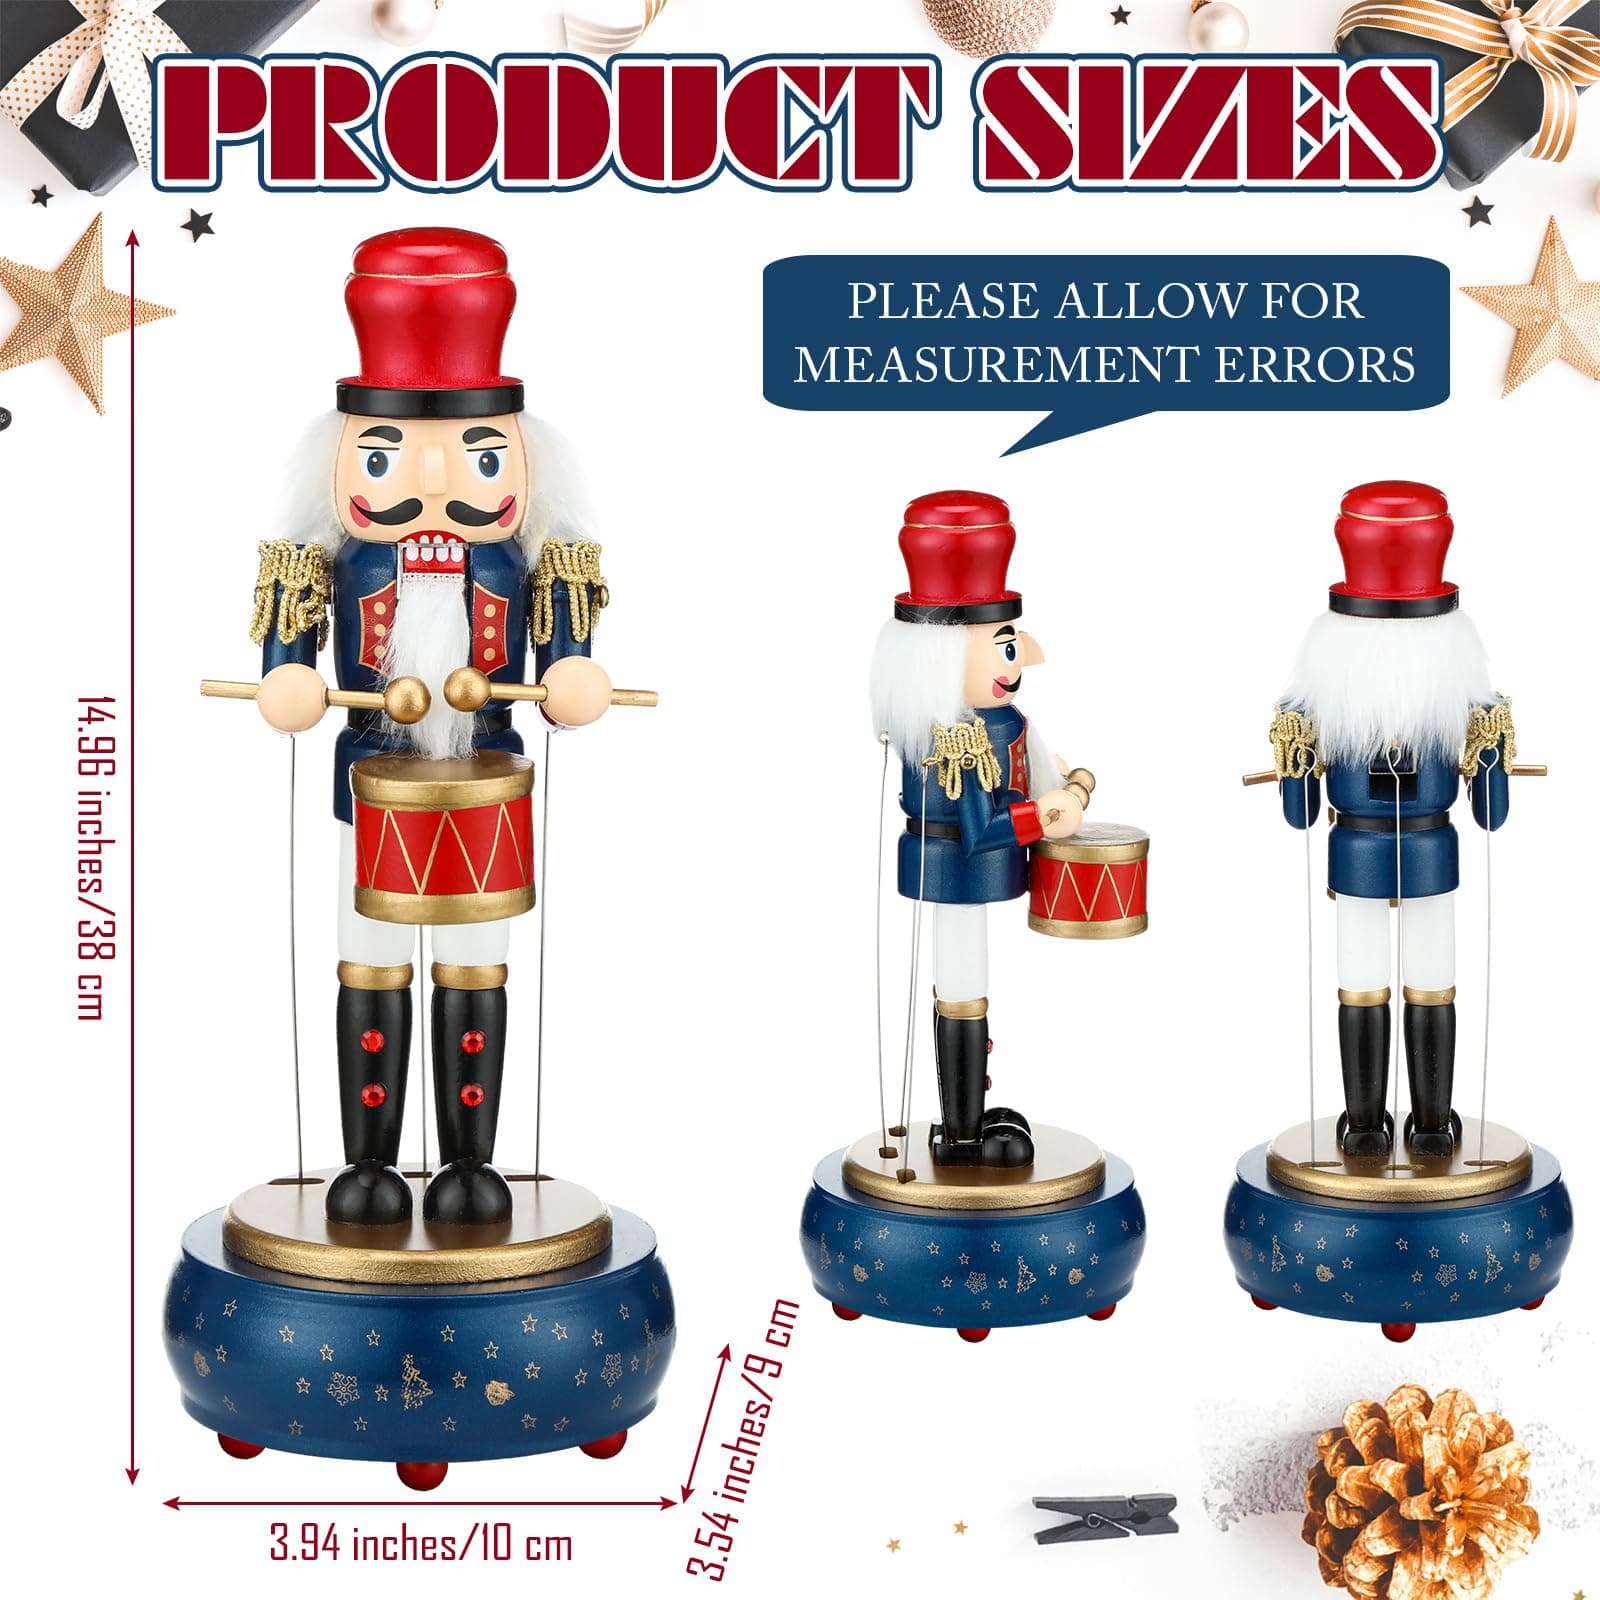 PRODUCT SIZES
PLEASE ALLOW FOR
MEASUREMENT ERRORS
14.96 inches/38 cm
3.94 inches/10 cm
3.54 inches/9 cm